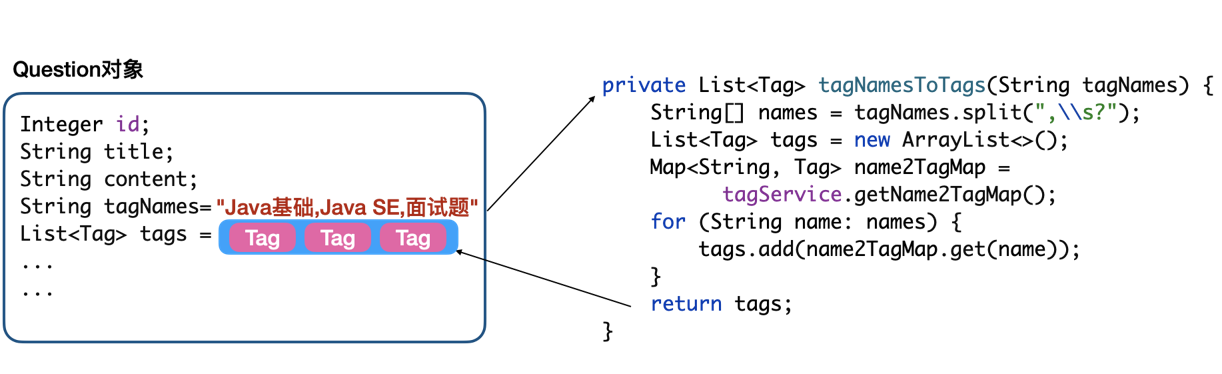 Question对象
Integer id;
String title;
String content;
String tagNames= "Java基础,Java SE,面试题"
List<Tag> tags = Tag Tag Tag
...
...
private List<Tag> tagNamesToTags(String tagNames) {
String[] names = tagNames.split(",\\s?");
List<Tag> tags = new ArrayList<>();
Map<String, Tag> name2TagMap =
tagService.getName2TagMap();
for (String name: names) {
tags.add(name2TagMap.get(name));
}
return tags;
}